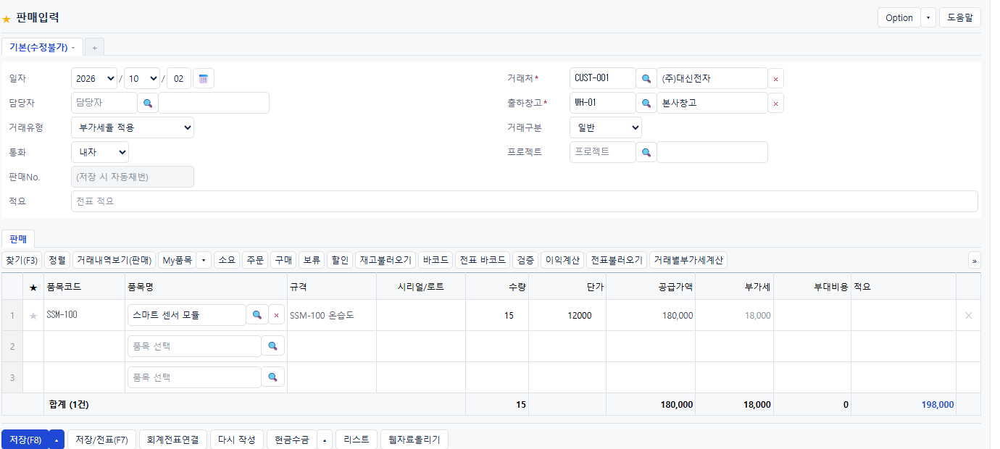 ★ 판매입력 Option ▾ 도움말
기본(수정불가) - +
일자 2026 / 10 / 02 거래처* CUST-001 (주)대신전자 ×
담당자 담당자 출하창고* WH-01 본사창고 ×
거래유형 부가세율 적용 거래구분 일반
통화 내자 프로젝트 프로젝트
판매No. (저장 시 자동채번)
적요 전표 적요
판매
찾기(F3) 정렬 거래내역보기(판매) My품목 ▾ 소요 주문 구매 보류 할인 재고불러오기 바코드 전표 바코드 검증 이익계산 전표불러오기 거래별부가세계산 »
★ 품목코드 품목명 규격 시리얼/로트 수량 단가 공급가액 부가세 부대비용 적요
1 ★ SSM-100 스마트 센서 모듈 × SSM-100 온습도 15 12000 180,000 18,000 ×
2 품목 선택
3 품목 선택
합계 (1건) 15 180,000 18,000 0 198,000
저장(F8) ▴ 저장/전표(F7) 회계전표연결 다시 작성 현금수금 ▴ 리스트 웹자료올리기